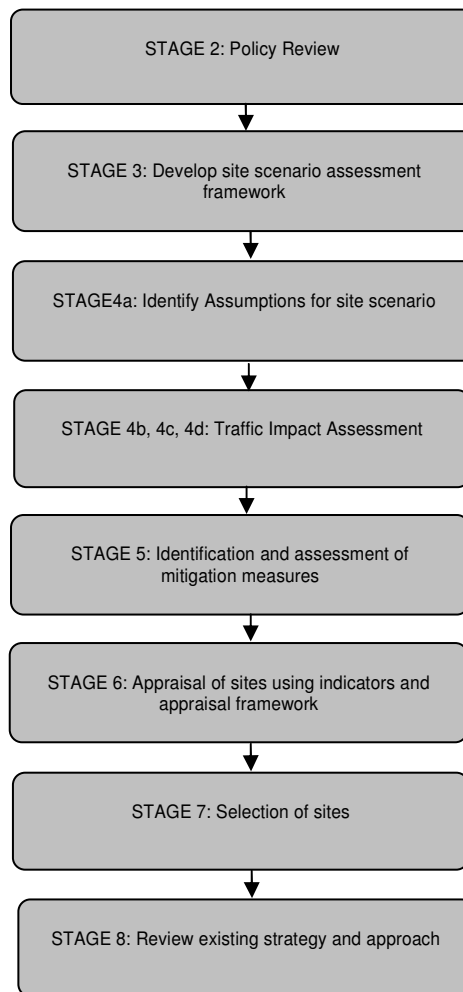 STAGE 2: Policy Review
STAGE 3: Develop site scenario assessment
framework
STAGE4a: Identify Assumptions for site scenario
STAGE 4b, 4c, 4d: Traffic Impact Assessment
STAGE 5: Identification and assessment of
mitigation measures
STAGE 6: Appraisal of sites using indicators and
appraisal framework
STAGE 7: Selection of sites
STAGE 8: Review existing strategy and approach